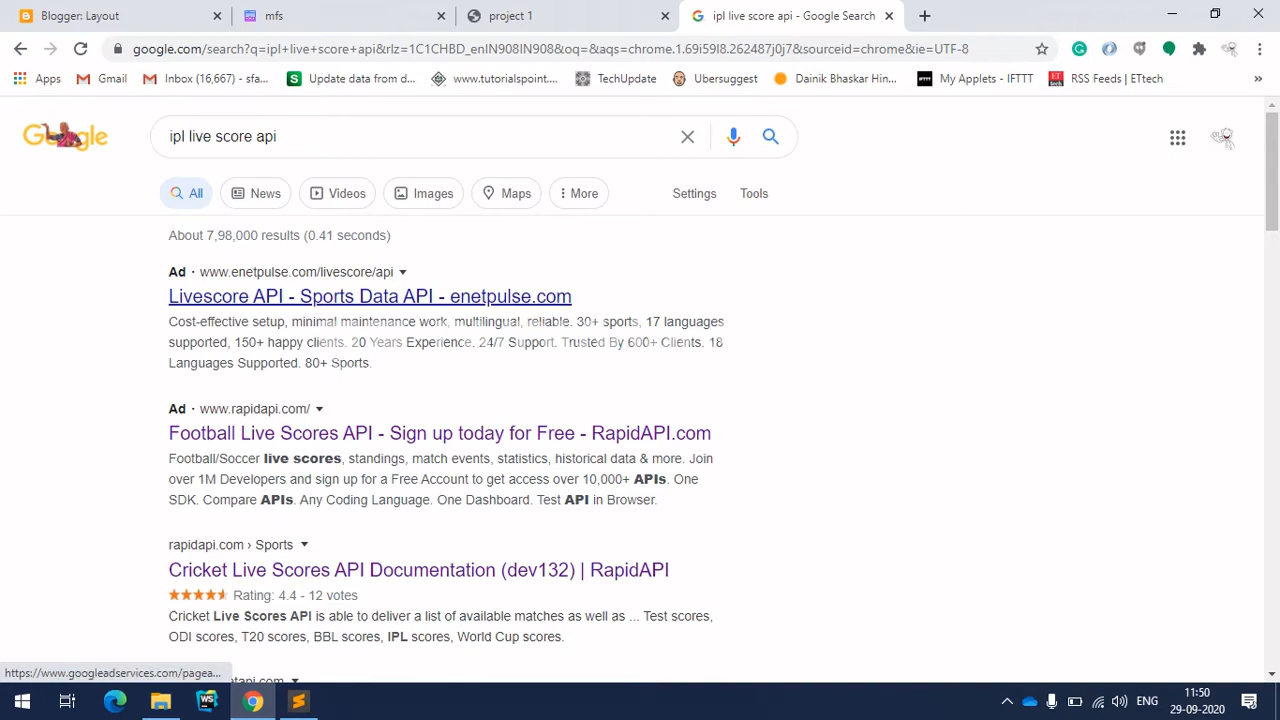 Blogger: Layout
mfs
project 1
ipl live score api - Google Search
google.com/search?q=ipl+live+score+api&rlz=1C1CHBD_enIN908IN908&oq=&aqs=chrome.1.69i59l8.262487j0j7&sourceid=chrome&ie=UTF-8
Apps
Gmail
Inbox (16,667) - sfa...
Update data from d...
www.tutorialspoint....
TechUpdate
Ubersuggest
Dainik Bhaskar Hin...
My Applets - IFTTT
RSS Feeds | ETtech
»
ipl live score api
All
News
Videos
Images
Maps
More
Settings
Tools
About 7,98,000 results (0.41 seconds)
Ad · www.enetpulse.com/livescore/api
Livescore API - Sports Data API - enetpulse.com
Cost-effective setup, minimal maintenance work, multilingual, reliable. 30+ sports, 17 languages
supported, 150+ happy clients. 20 Years Experience. 24/7 Support. Trusted By 600+ Clients. 18
Languages Supported. 80+ Sports.
Ad · www.rapidapi.com/
Football Live Scores API - Sign up today for Free - RapidAPI.com
Football/Soccer live scores, standings, match events, statistics, historical data & more. Join
over 1M Developers and sign up for a Free Account to get access over 10,000+ APIs. One
SDK. Compare APIs. Any Coding Language. One Dashboard. Test API in Browser.
rapidapi.com › Sports
Cricket Live Scores API Documentation (dev132) | RapidAPI
Rating: 4.4 - 12 votes
Cricket Live Scores API is able to deliver a list of available matches as well as ... Test scores,
ODI scores, T20 scores, BBL scores, IPL scores, World Cup scores.
https://www.googleadservices.com/pagea...
ENG
11:50
29-09-2020